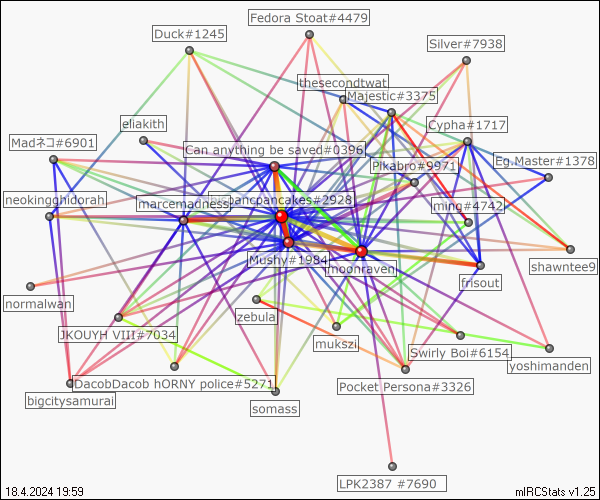 Fedora Stoat#4479
Duck#1245
Silver#7938
thesecondtwat
Majestic#3375
eliakith
Cypha#1717
Madネコ#6901
Can anything be saved#0396
Pikabro#9971
Eg.Master#1378
neokingghidorah
marcemadness
pancakes#2928
ming#4742
Mushy#1984
moonraven
shawntee9
frisout
normalwan
zebula
JKOUYH VIII#7034
mukszi
Swirly Boi#6154
yoshimanden
DacobDacob hORNY police#5271
Pocket Persona#3326
bigcitysamurai
somass
LPK2387 #7690
18.4.2024 19:59
mIRCStats v1.25